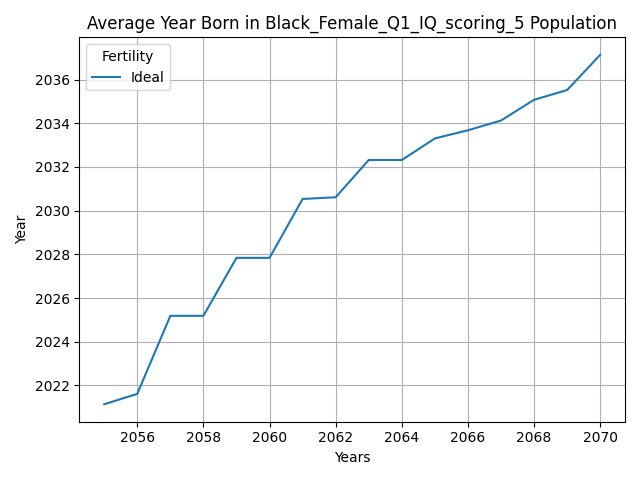 Average Year Born in Black_Female_Q1_IQ_scoring_5 Population
Fertility
Ideal
2036
2034
2032
2030
2028
2026
2024
2022
Year
2056 2058 2060 2062 2064 2066 2068 2070
Years